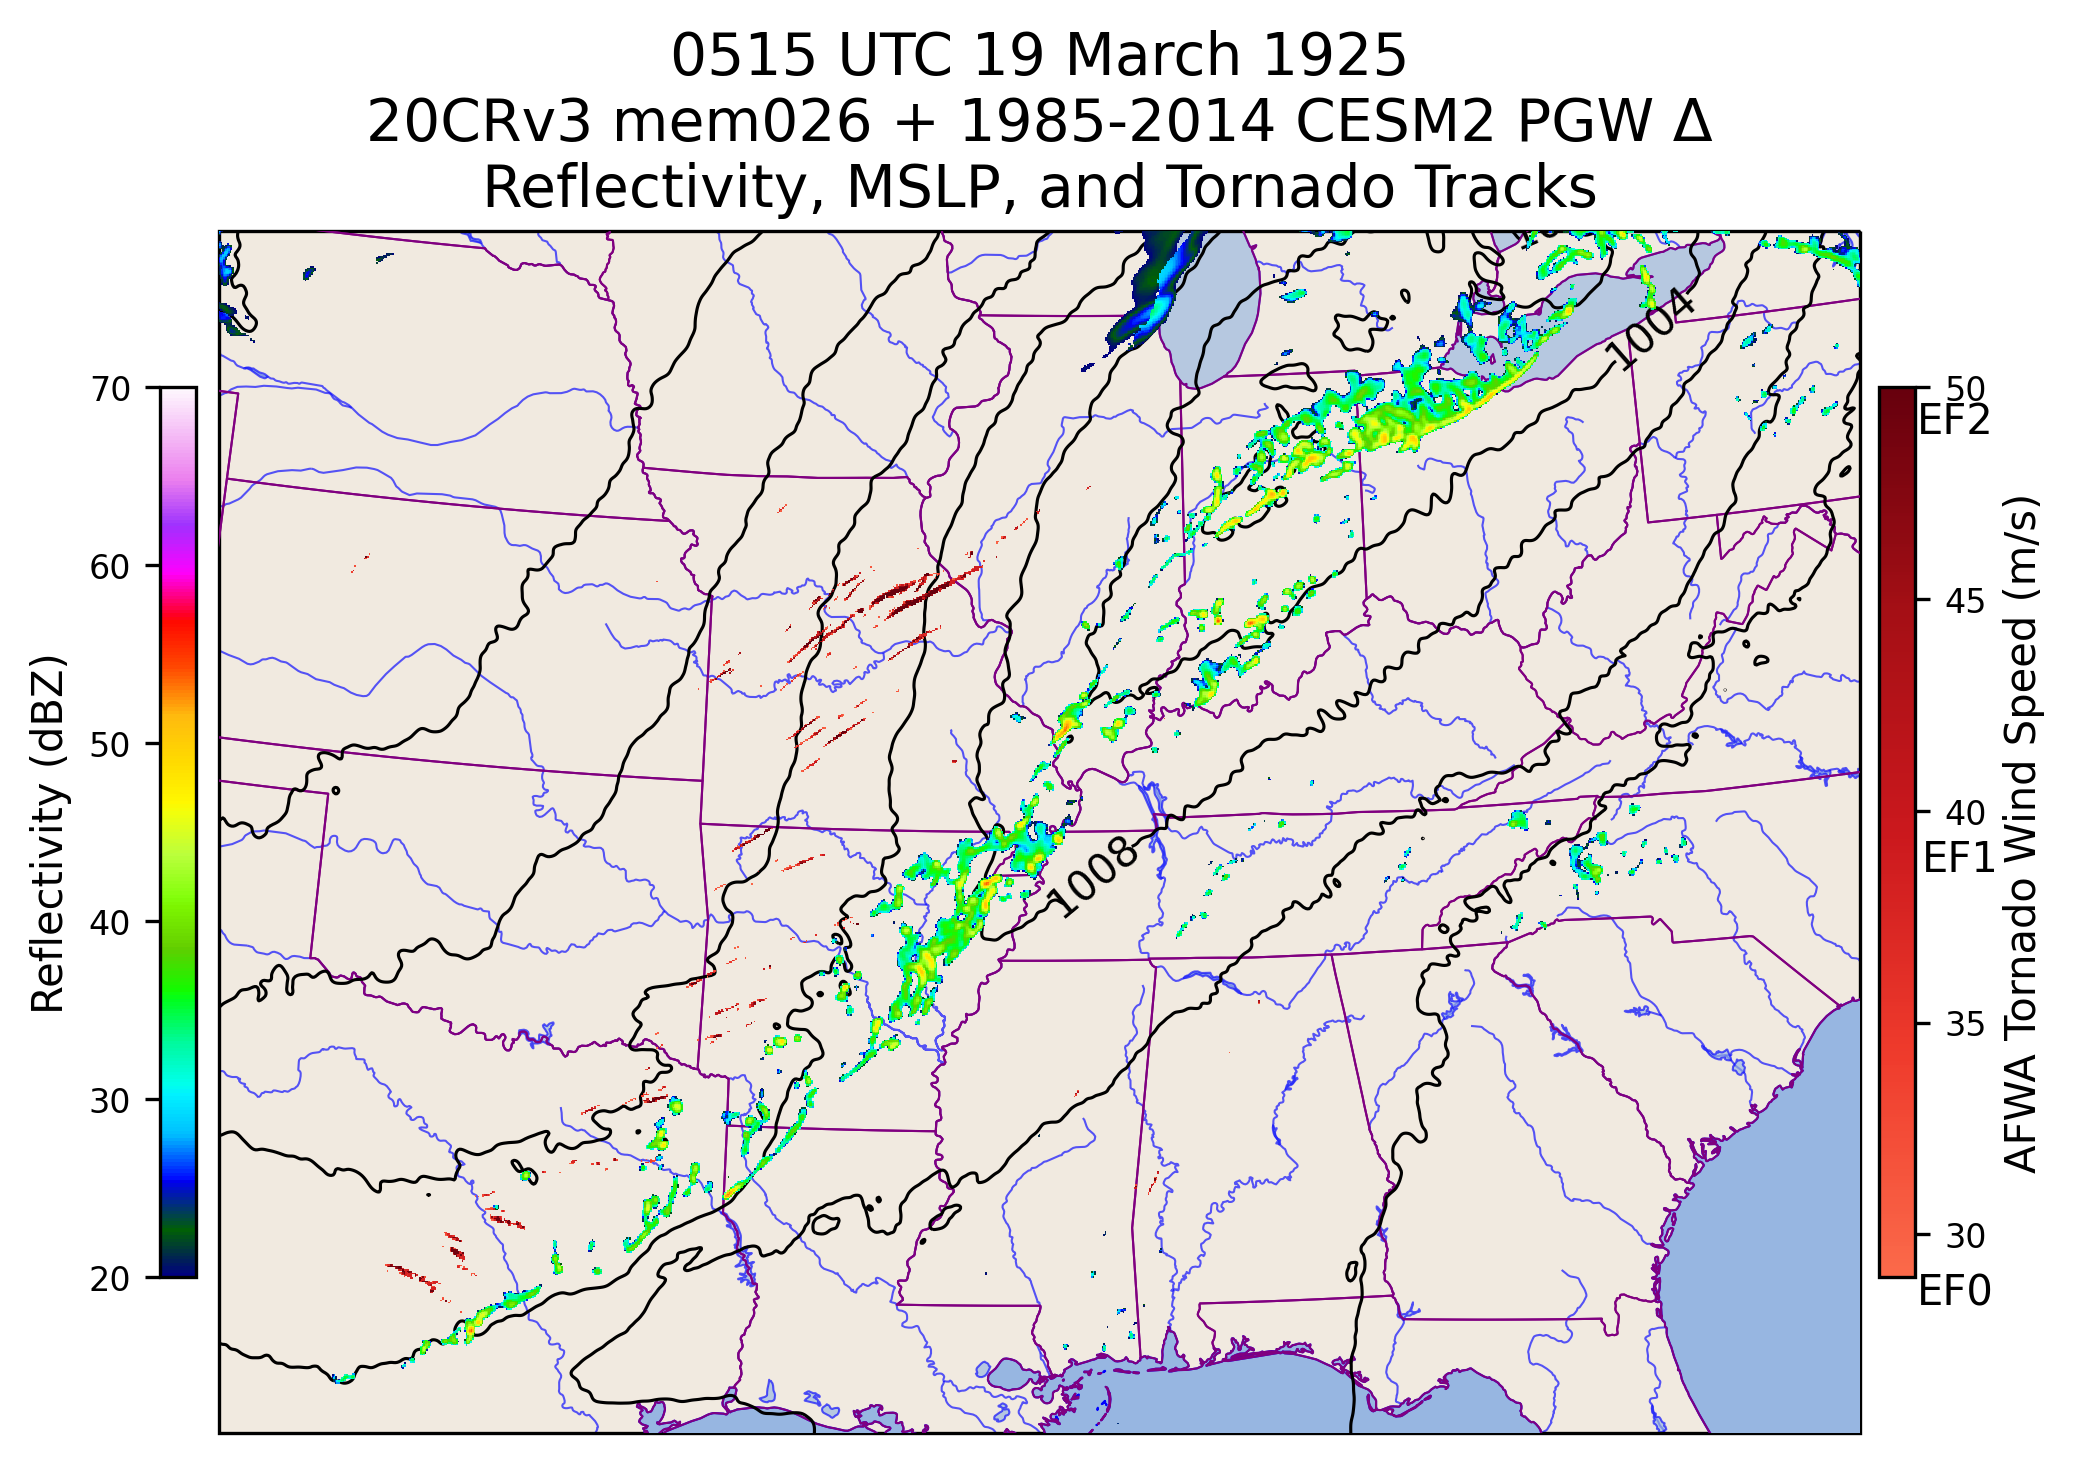 0515 UTC 19 March 1925
20CRv3 mem026 + 1985-2014 CESM2 PGW Δ
Reflectivity, MSLP, and Tornado Tracks
1004
1008
70
60
50
40
30
20
Reflectivity (dBZ)
50
EF2
45
40
EF1
35
30
EF0
AFWA Tornado Wind Speed (m/s)